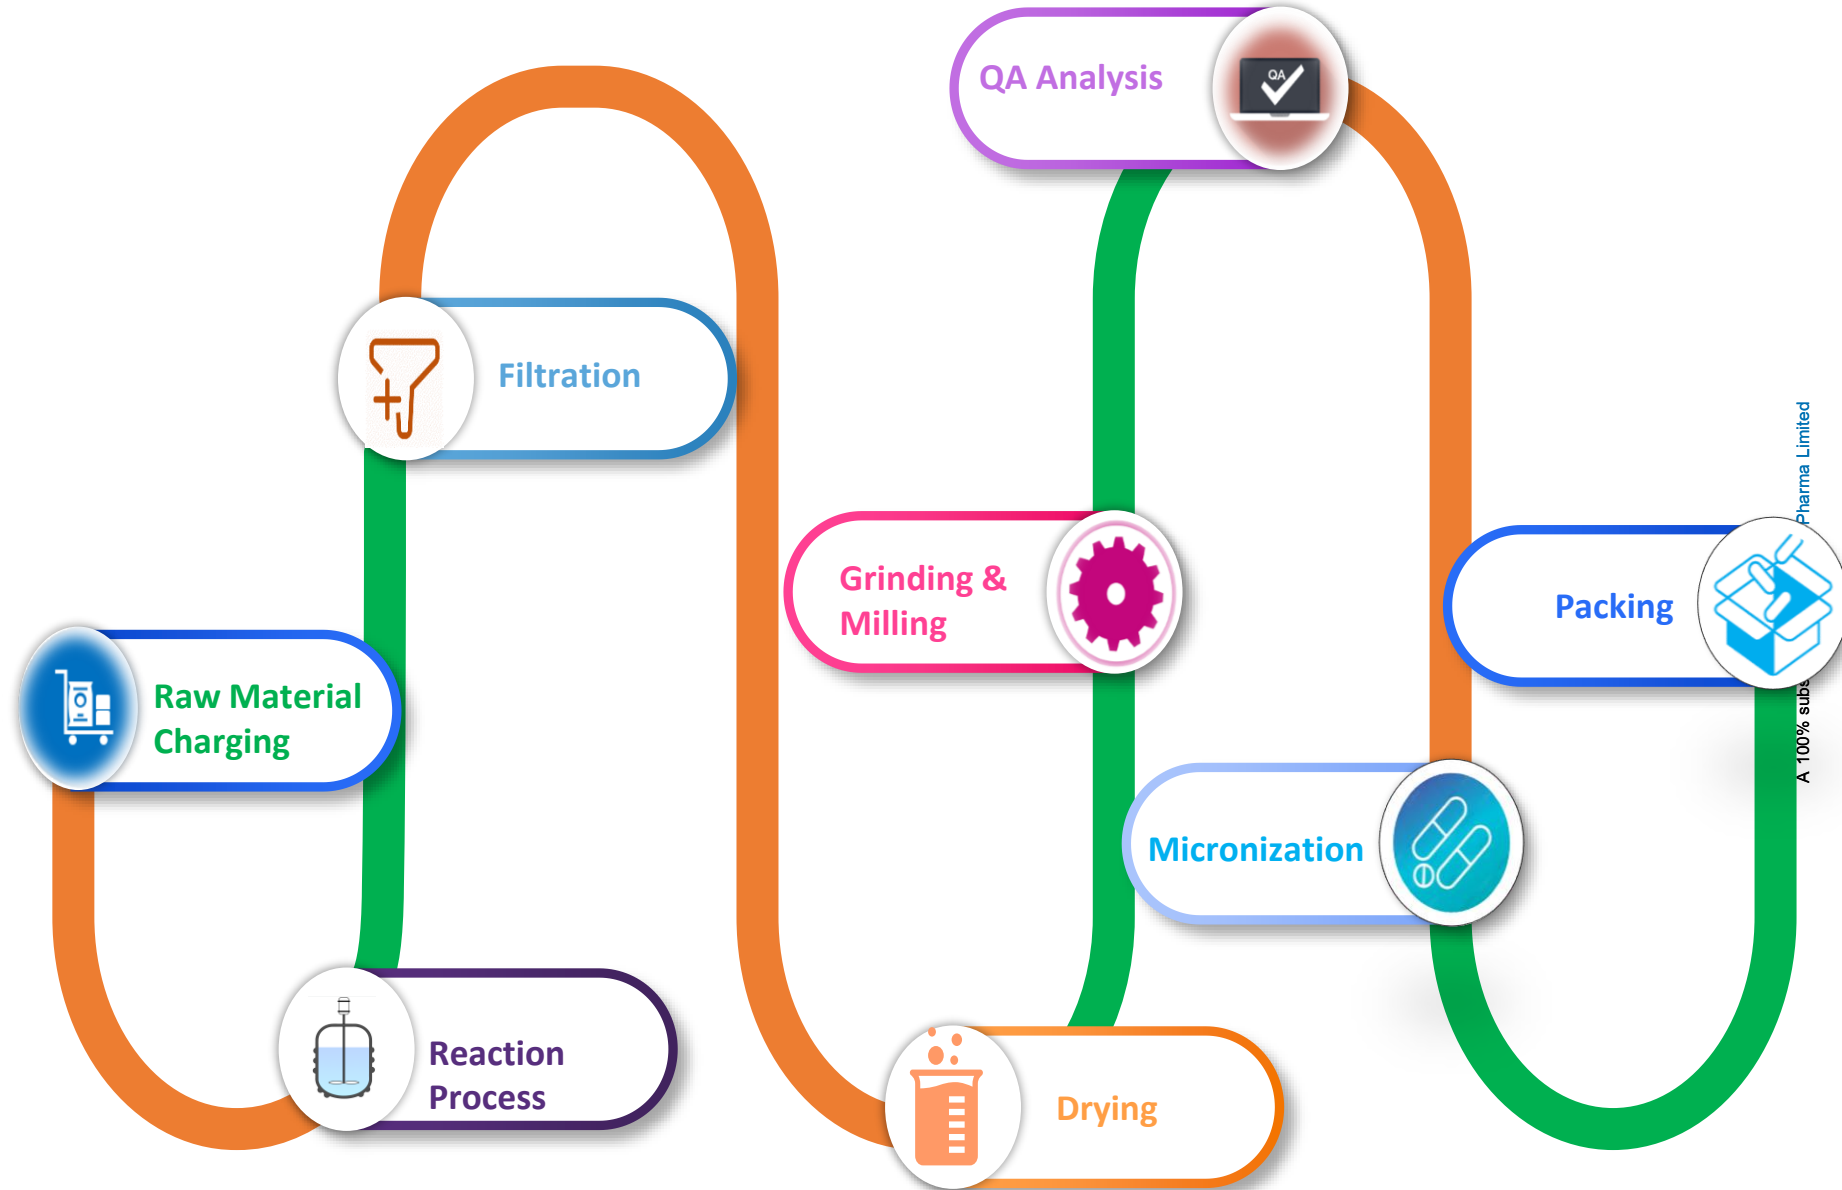 QA Analysis
QA
Filtration
Grinding &
Milling
Packing
Raw Material
Charging
Micronization
Reaction
Process
Drying
A 100% subs
Pharma Limited